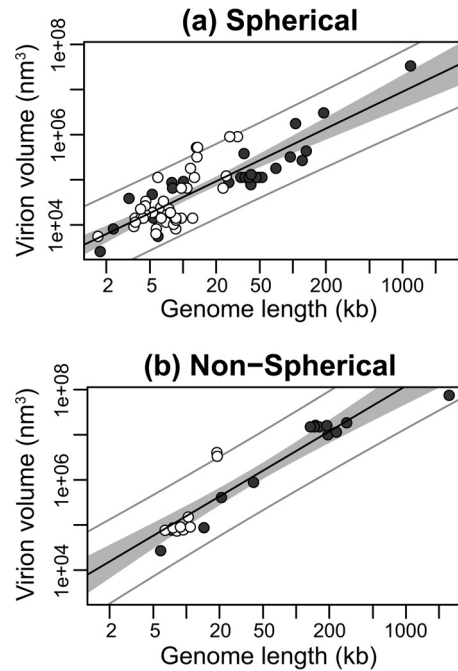 (a) Spherical
Virion volume (nm³)
1e+08
1e+06
1e+04
2 5 20 50 200 1000
Genome length (kb)
(b) Non−Spherical
Virion volume (nm³)
1e+08
1e+06
1e+04
2 5 20 50 200 1000
Genome length (kb)